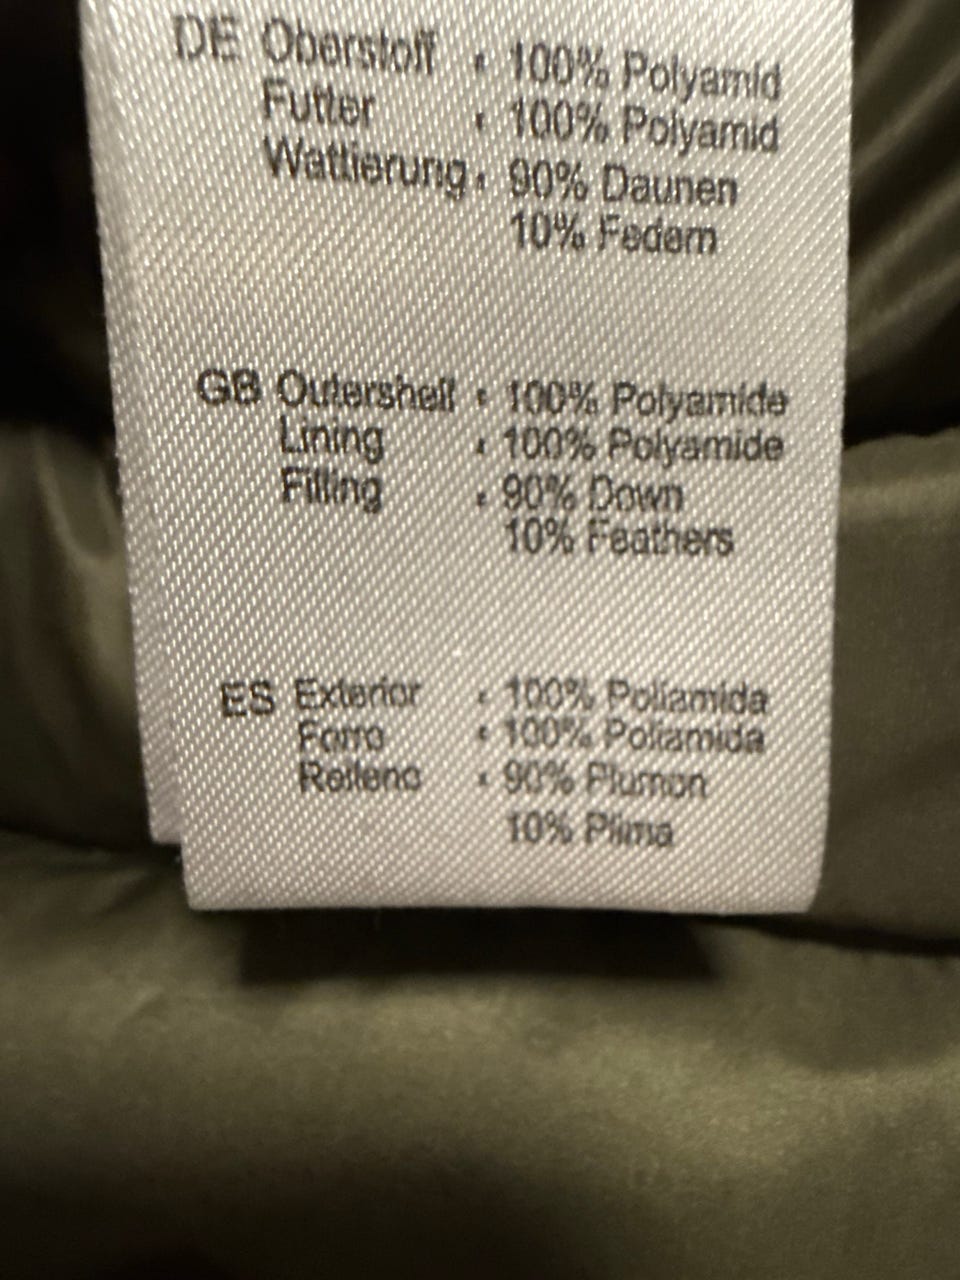 DE Oberstoff : 100% Polyamid
Futter : 100% Polyamid
Wattierung : 90% Daunen
10% Federn
GB Outershell : 100% Polyamide
Lining : 100% Polyamide
Filling : 90% Down
10% Feathers
ES Exterior : 100% Poliamida
Forro : 100% Poliamida
Relleno : 90% Plumon
10% Plima